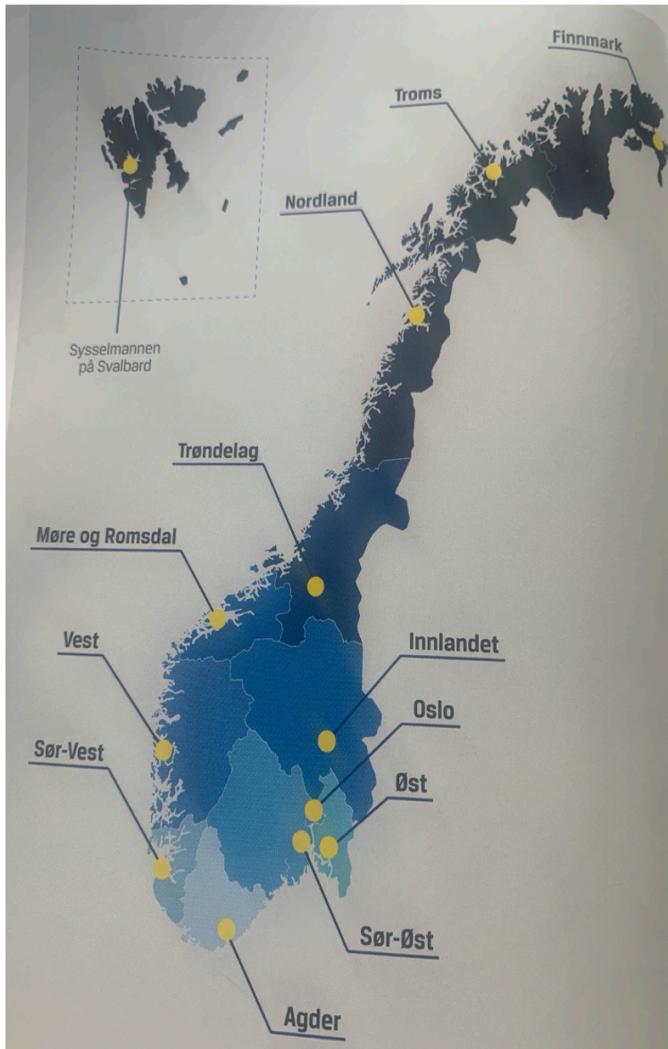 Finnmark
Troms
Nordland
Sysselmannen
på Svalbard
Trøndelag
Møre og Romsdal
Vest
Innlandet
Oslo
Sør-Vest
Øst
Sør-Øst
Agder